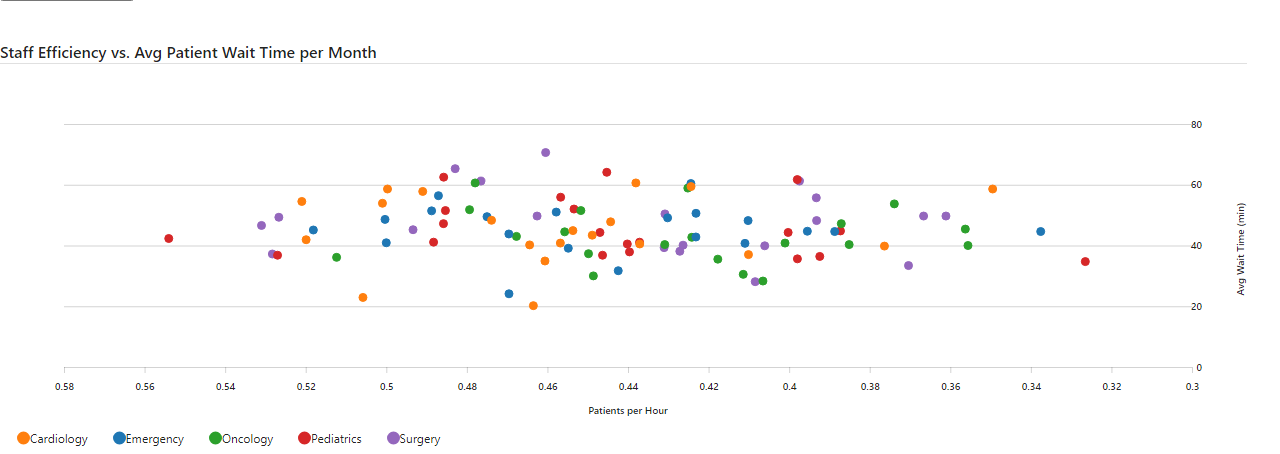 Staff Efficiency vs. Avg Patient Wait Time per Month
80
60
40
20
0
Avg Wait Time (min)
0.58 0.56 0.54 0.52 0.5 0.48 0.46 0.44 0.42 0.4 0.38 0.36 0.34 0.32 0.3
Patients per Hour
Cardiology Emergency Oncology Pediatrics Surgery